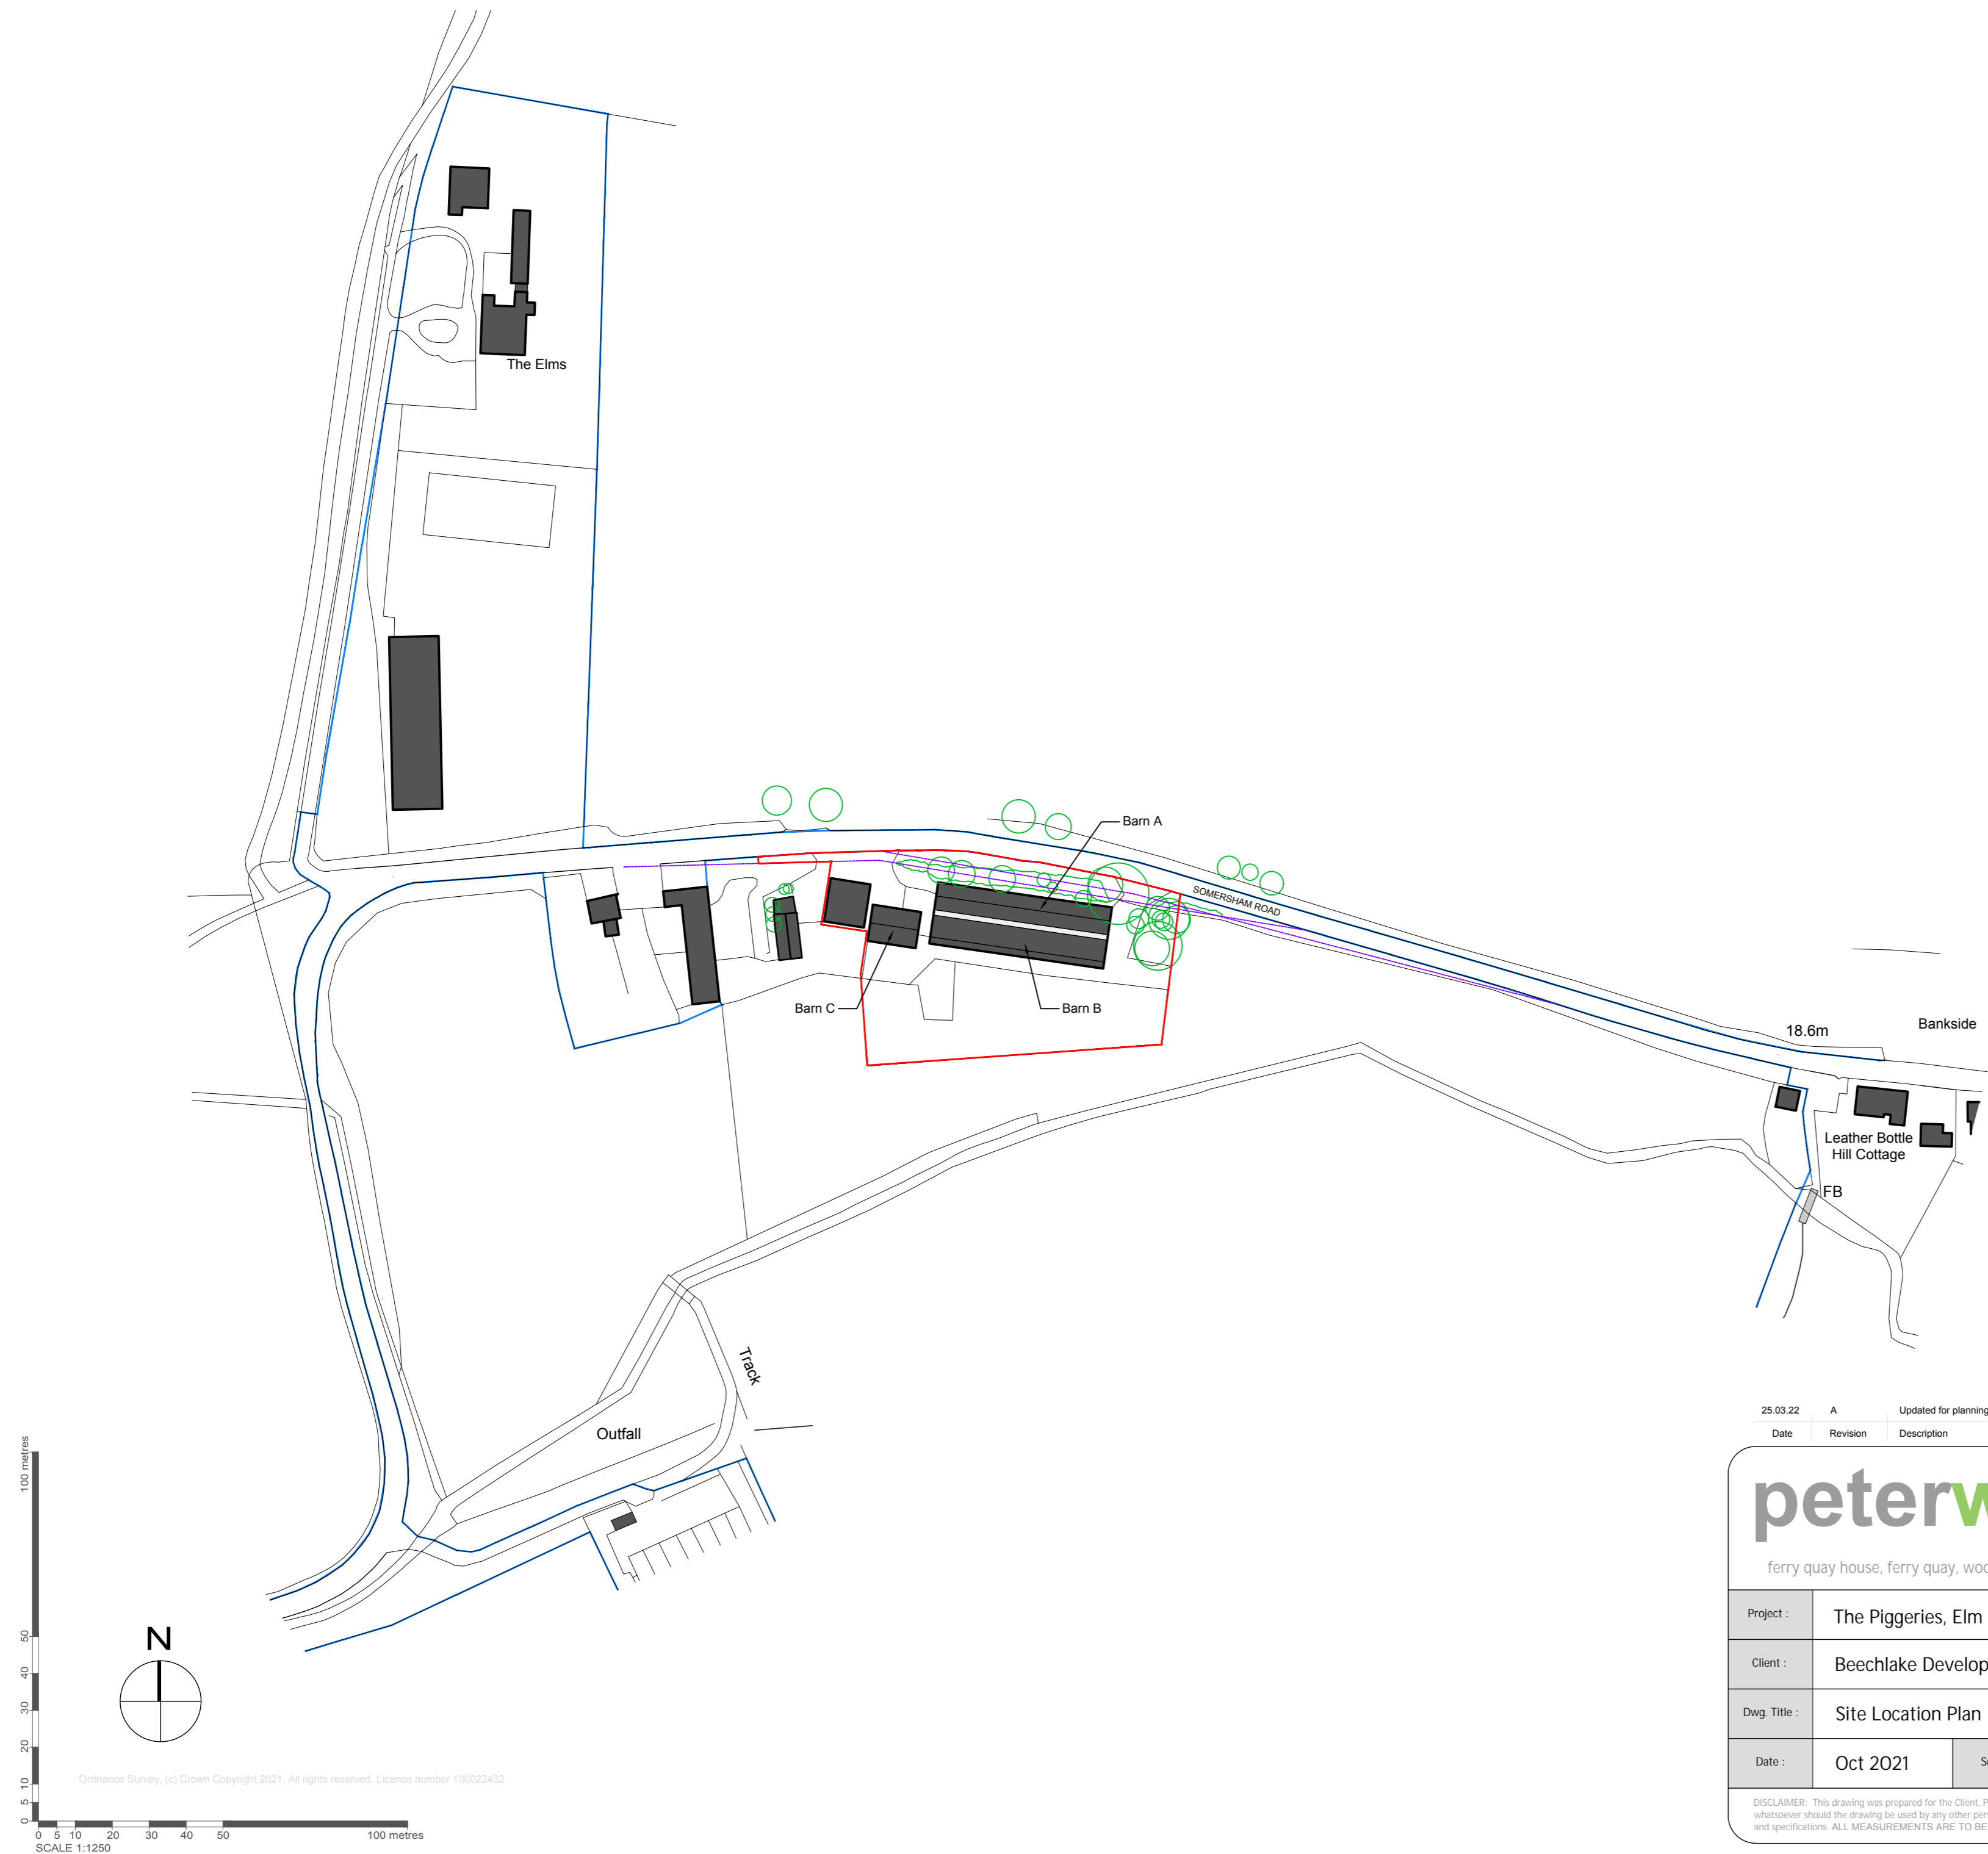 The Elms
Barn A
SOMERSHAM ROAD
Barn C
Barn B
18.6m
Bankside
Leather Bottle
Hill Cottage
FB
Track
Outfall
25.03.22 A Updated for planning
Date Revision Description
peterw
ferry quay house, ferry quay, woo
Project : The Piggeries, Elm
Client : Beechlake Develop
Dwg. Title : Site Location Plan
Date : Oct 2021
DISCLAIMER: This drawing was prepared for the Client, P
whatsoever should the drawing be used by any other per
and specifications. ALL MEASUREMENTS ARE TO BE
N
Ordnance Survey, (c) Crown Copyright 2021. All rights reserved. Licence number 100022432
100 metres
50
40
30
20
10
5
0
0 5 10 20 30 40 50 100 metres
SCALE 1:1250